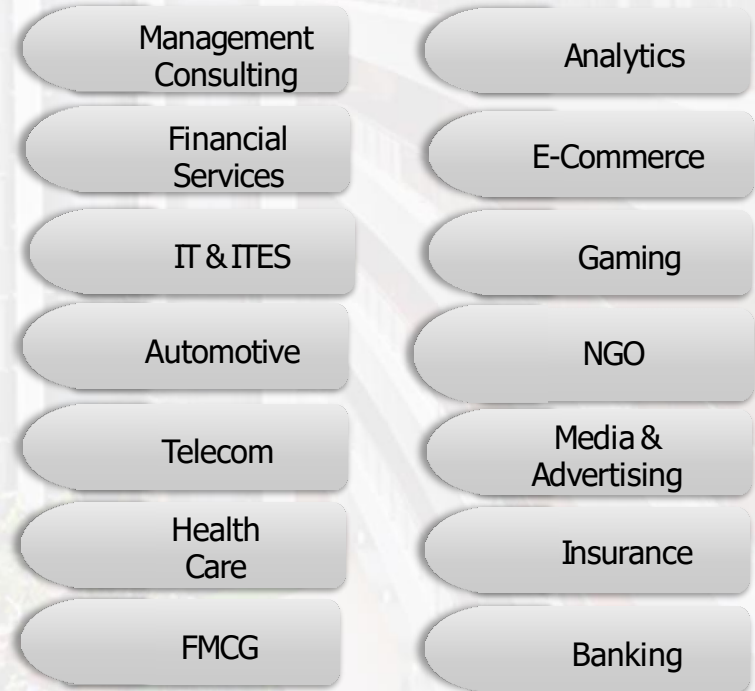 Management
Consulting
Financial
Services
IT & ITES
Automotive
Telecom
Health
Care
FMCG
Analytics
E-Commerce
Gaming
NGO
Media &
Advertising
Insurance
Banking